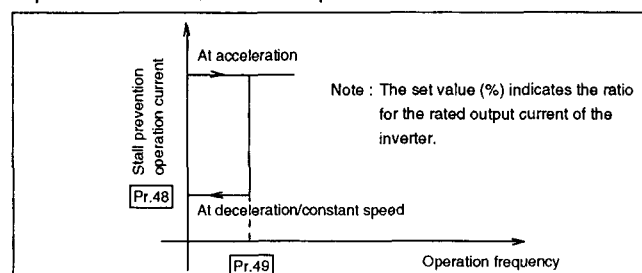 At acceleration
Stall prevention
operation current
Note : The set value (%) indicates the ratio
for the rated output current of the
inverter.
Pr.48
At deceleration/constant speed
Pr.49
Operation frequency